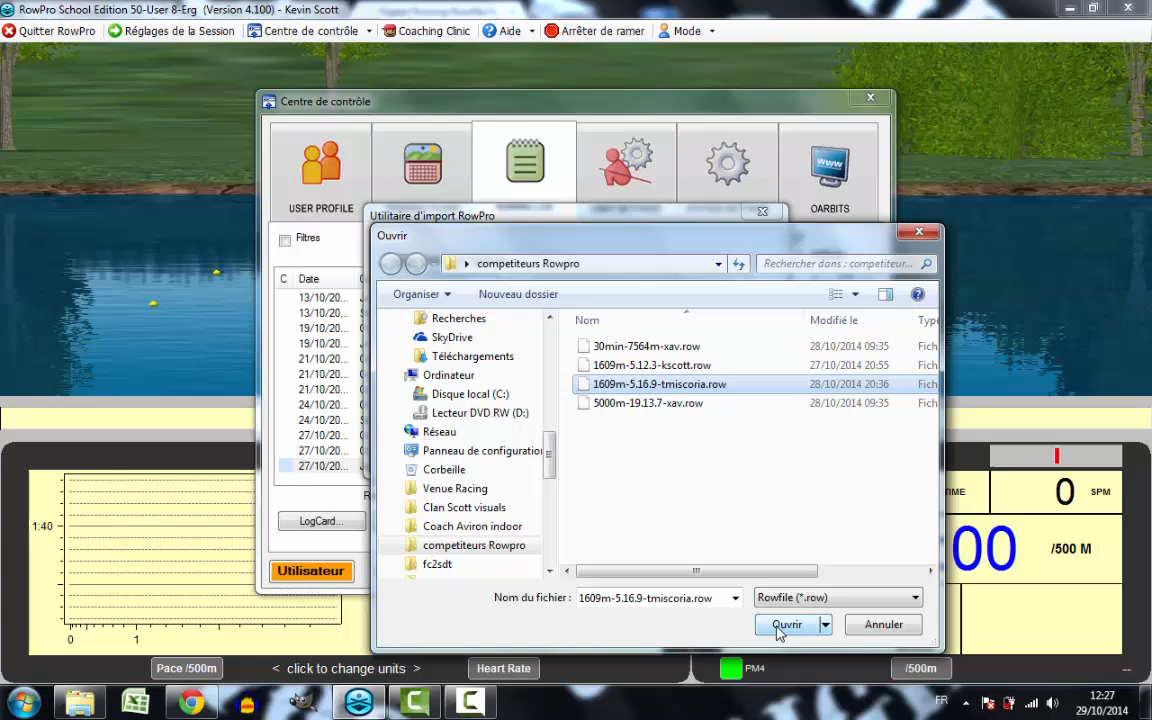 RowPro School Edition 50-User 8-Erg (Version 4.100) - Kevin Scott
Quitter RowPro
Réglages de la Session
Centre de contrôle
Coaching Clinic
Aide
Arrêter de ramer
Mode
Centre de contrôle
www
USER PROFILE
OARBITS
Utilitaire d'import RowPro
Ouvrir
Filtres
competiteurs Rowpro
Rechercher dans : competiteur...
Organiser
Nouveau dossier
C Date
13/10/20...
13/10/20...
19/10/20...
19/10/20...
21/10/20...
21/10/20...
21/10/20...
24/10/20...
24/10/20...
27/10/20...
27/10/20...
27/10/20...
Recherches
SkyDrive
Téléchargements
Ordinateur
Disque local (C:)
Lecteur DVD RW (D:)
Réseau
Panneau de configuration
Corbeille
Venue Racing
Clan Scott visuals
Coach Aviron indoor
competiteurs Rowpro
fc2sdt
Nom Modifié le Type
30min-7564m-xav.row 28/10/2014 09:35 Fich
1609m-5.12.3-kscott.row 27/10/2014 20:55 Fich
1609m-5.16.9-tmiscoria.row 28/10/2014 20:36 Fich
5000m-19.13.7-xav.row 28/10/2014 09:35 Fich
LogCard...
Utilisateur
Nom du fichier : 1609m-5.16.9-tmiscoria.row
Rowfile (*.row)
Ouvrir
Annuler
1:40
0 1
0 SPM
00 /500 M
Pace /500m
< click to change units >
Heart Rate
PM4
/500m
--
FR
12:27
29/10/2014